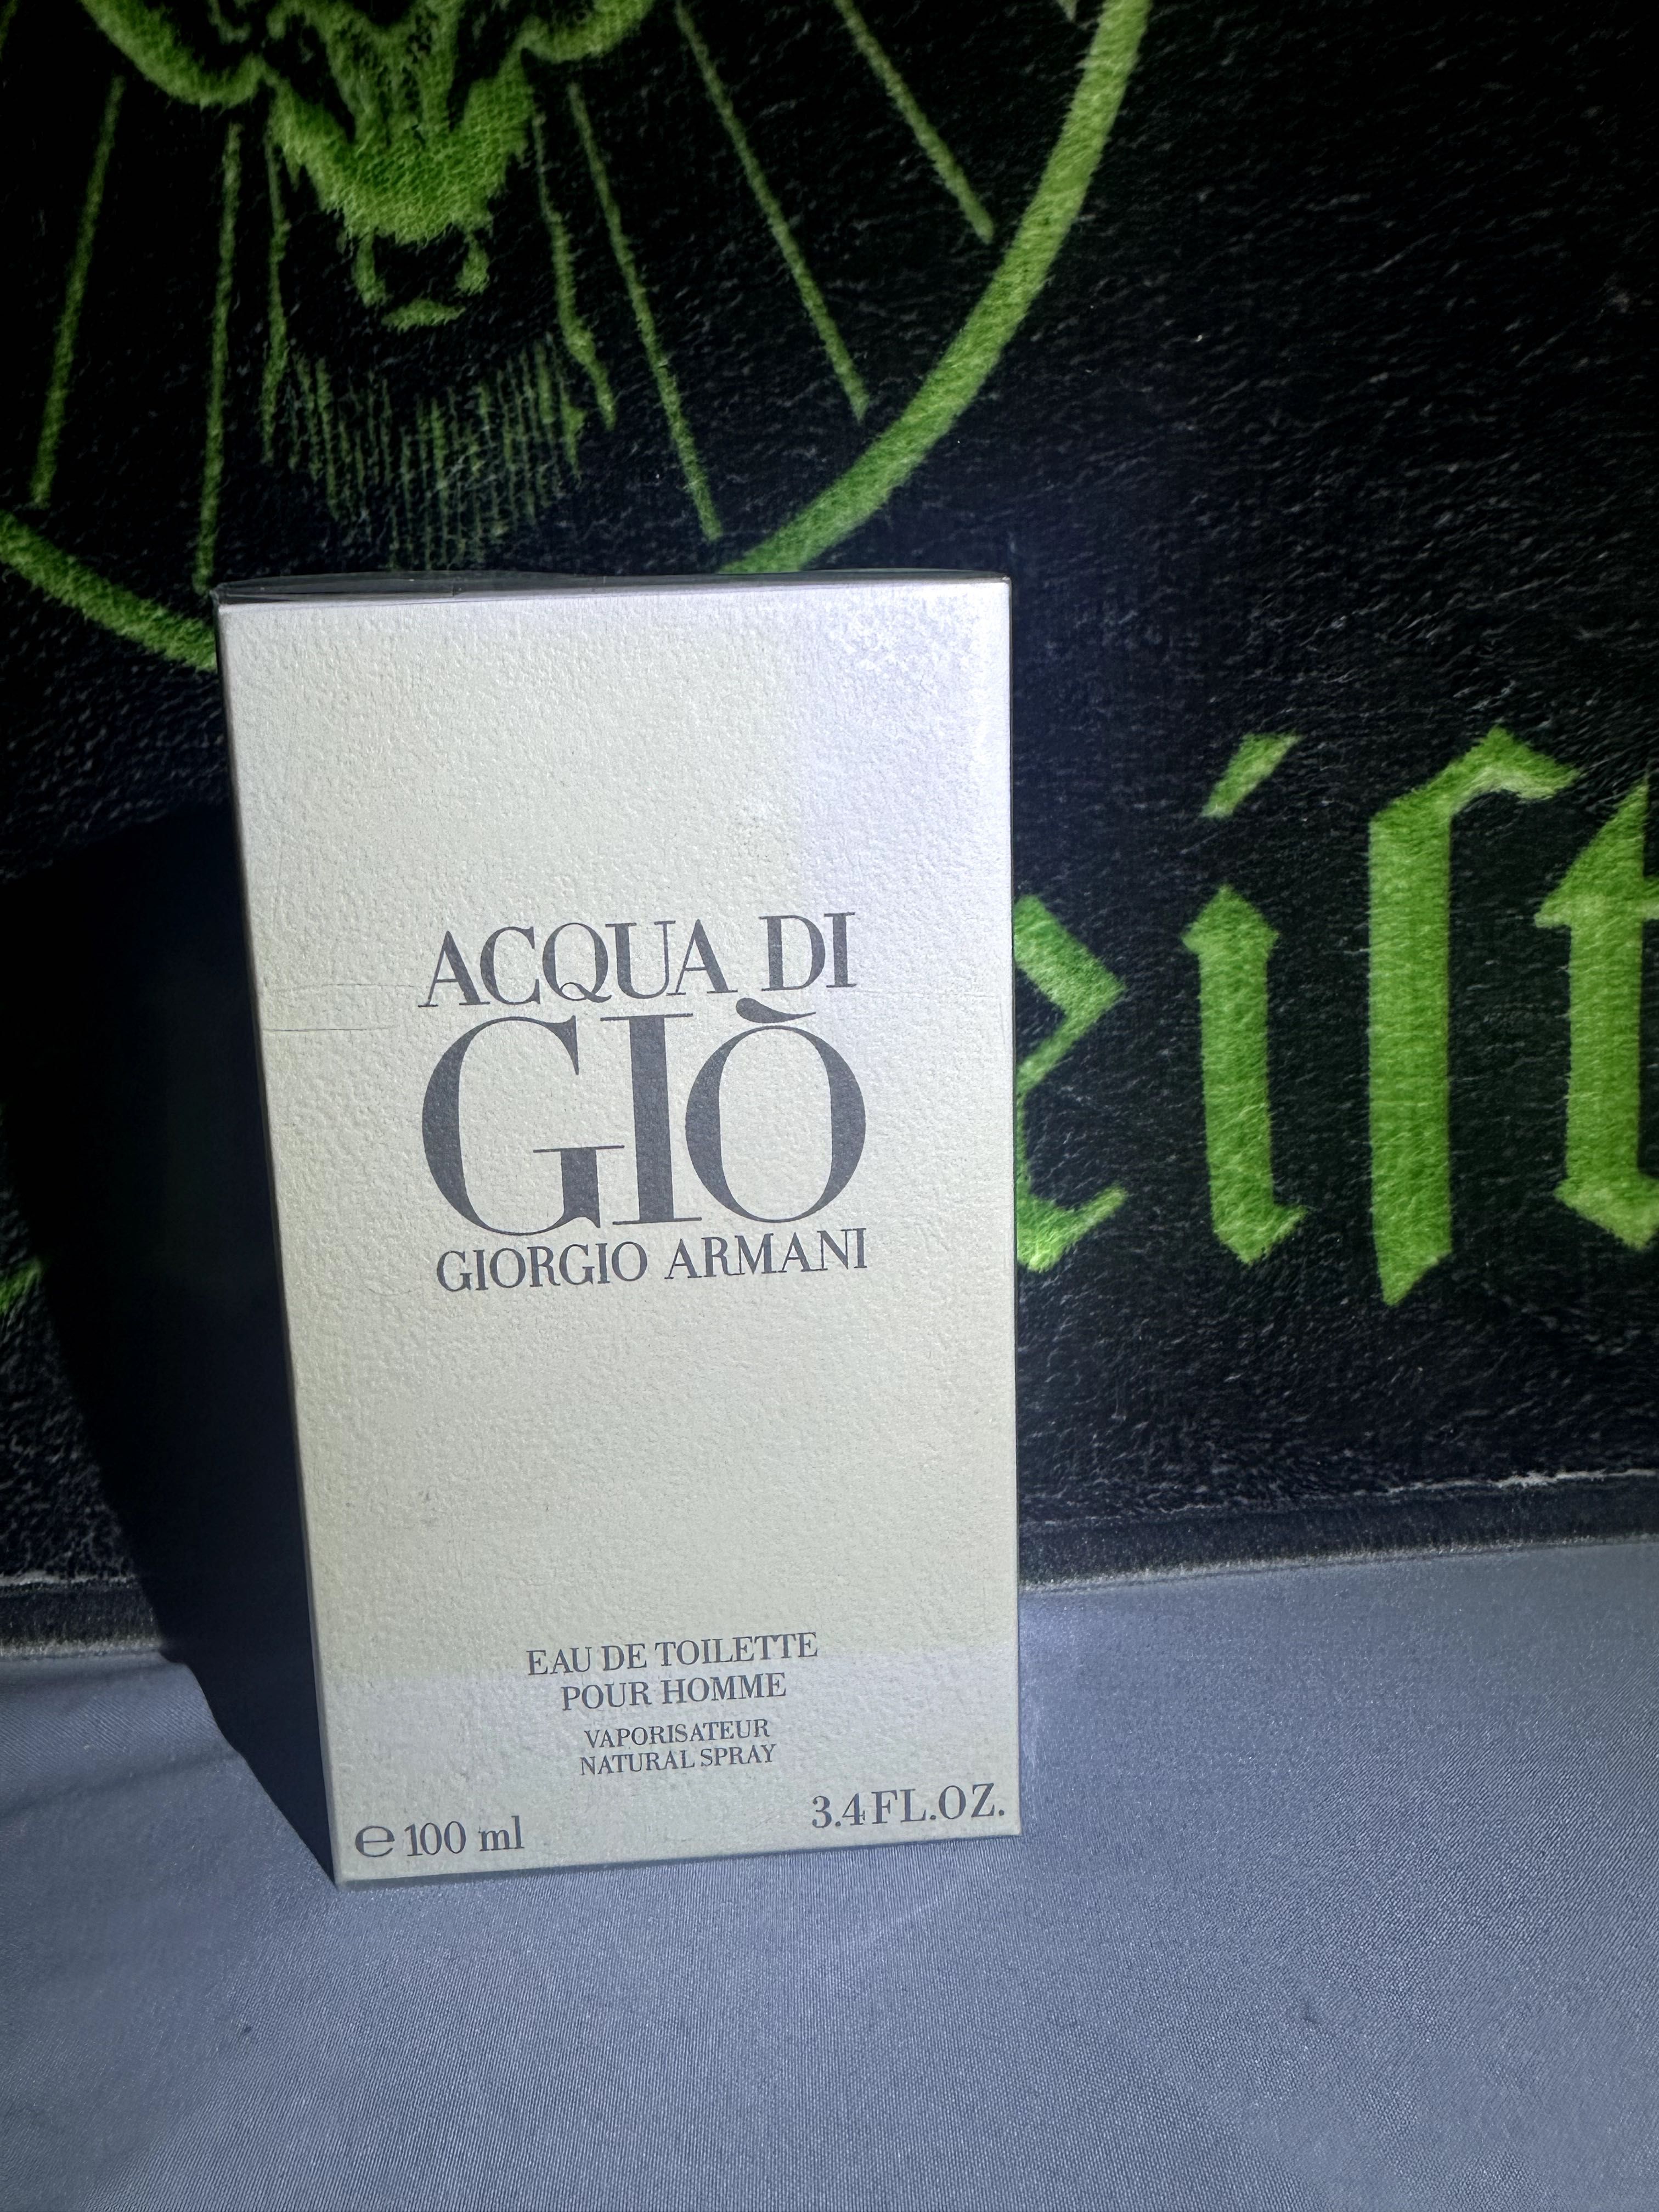 ACQUA DI
GIÒ
GIORGIO ARMANI
eiſt
EAU DE TOILETTE
POUR HOMME
VAPORISATEUR
NATURAL SPRAY
℮ 100 ml
3.4 FL.OZ.